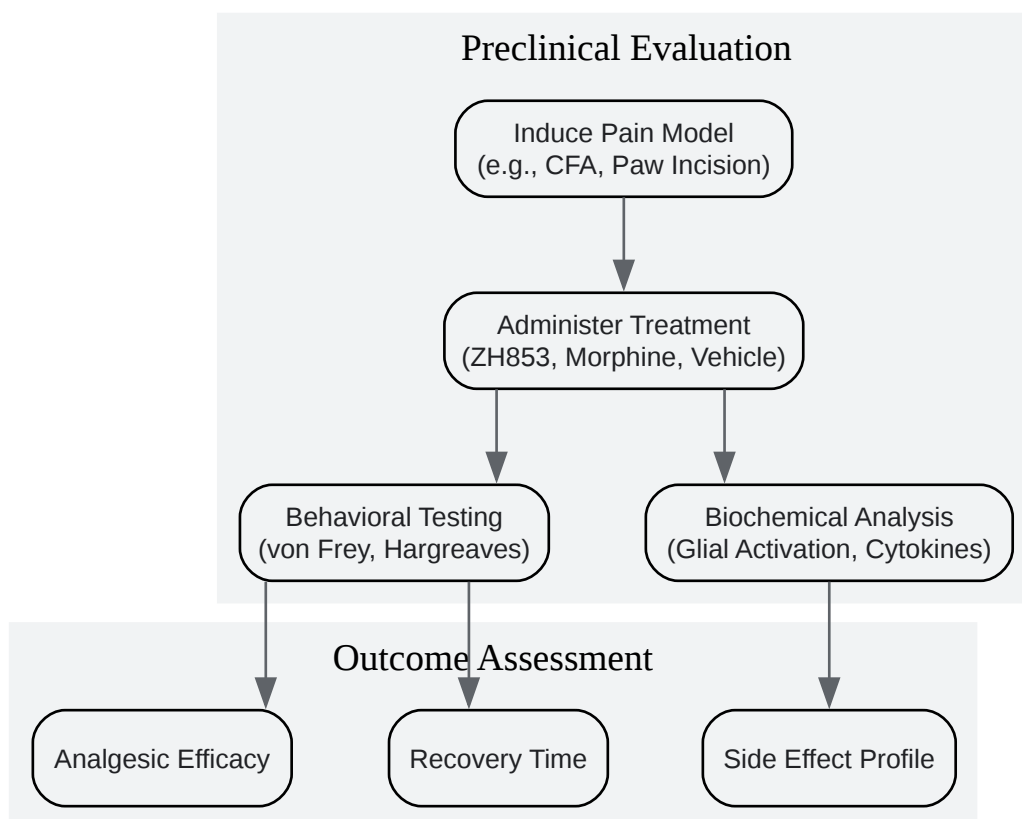 Preclinical Evaluation
Induce Pain Model
(e.g., CFA, Paw Incision)
Administer Treatment
(ZH853, Morphine, Vehicle)
Behavioral Testing
(von Frey, Hargreaves)
Biochemical Analysis
(Glial Activation, Cytokines)
Outcome Assessment
Analgesic Efficacy
Recovery Time
Side Effect Profile